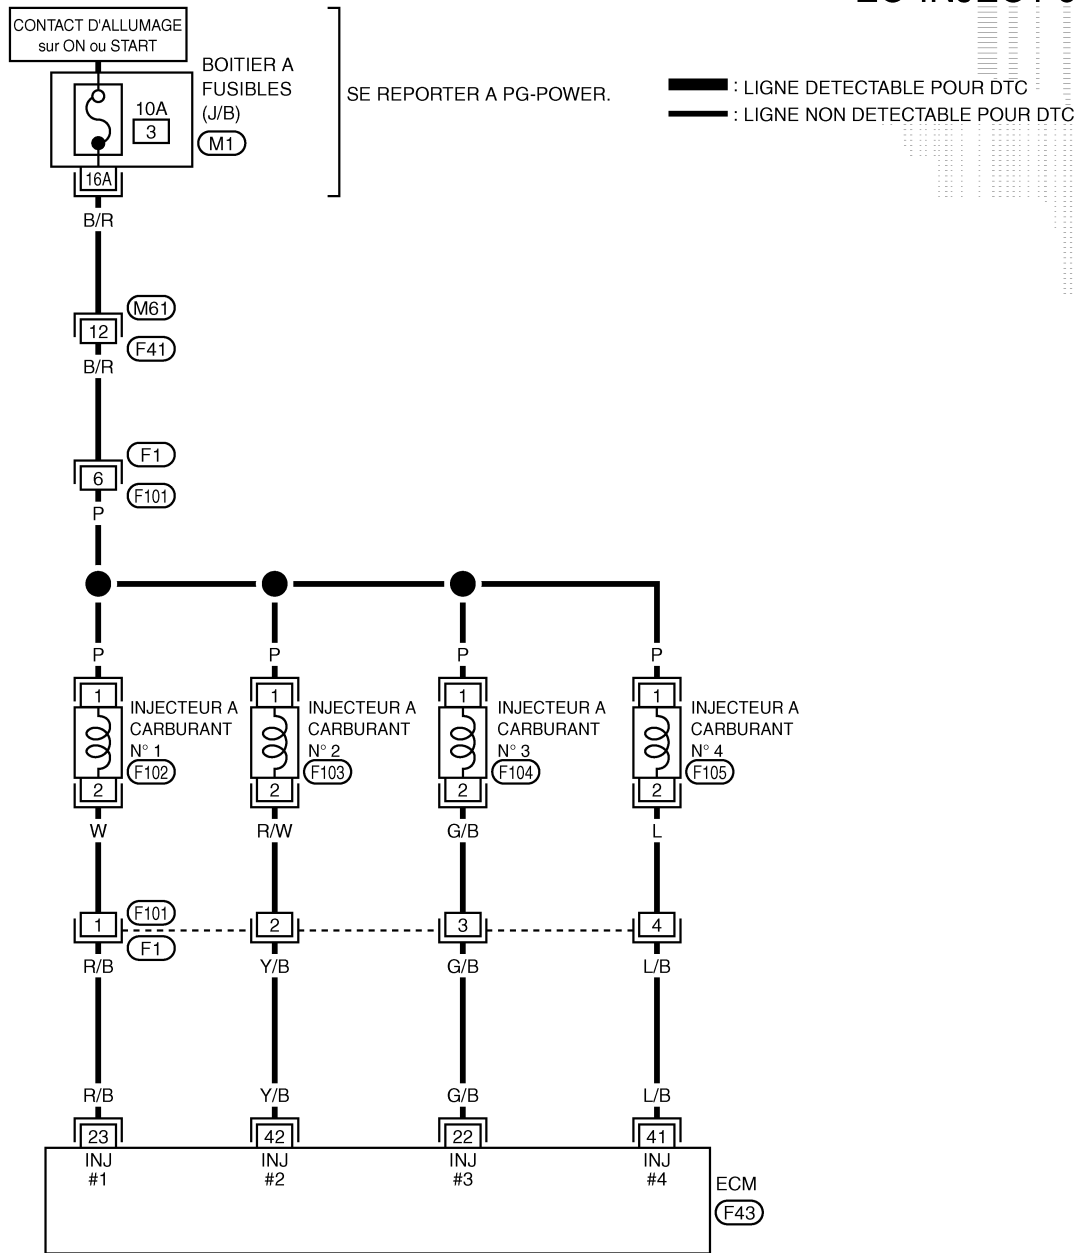 CONTACT D'ALLUMAGE
sur ON ou START
BOITIER A
FUSIBLES
(J/B)
M1
10A
3
16A
SE REPORTER A PG-POWER.
: LIGNE DETECTABLE POUR DTC
: LIGNE NON DETECTABLE POUR DTC
B/R
M61
12
F41
B/R
F1
6
F101
P
P P P P
1 1 1 1
INJECTEUR A
CARBURANT
N° 1
F102
INJECTEUR A
CARBURANT
N° 2
F103
INJECTEUR A
CARBURANT
N° 3
F104
INJECTEUR A
CARBURANT
N° 4
F105
2 2 2 2
W R/W G/B L
F101
1 2 3 4
F1
R/B Y/B G/B L/B
R/B Y/B G/B L/B
23 42 22 41
INJ INJ INJ INJ
#1 #2 #3 #4
ECM
F43